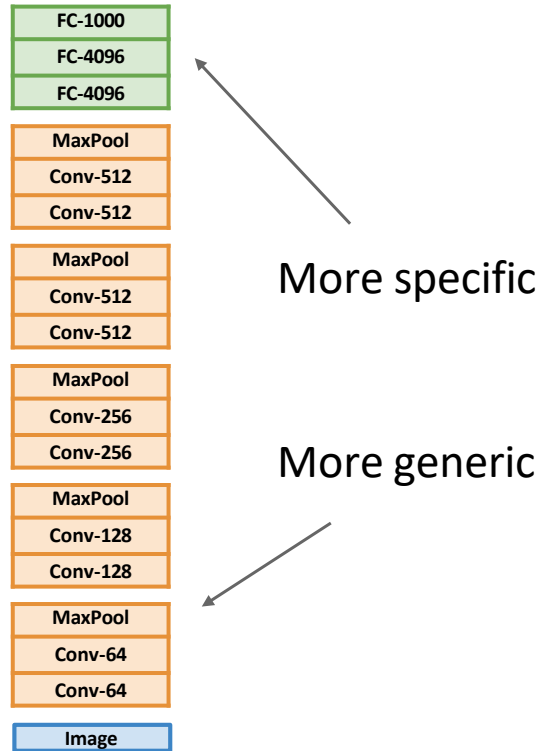 FC-1000
FC-4096
FC-4096
MaxPool
Conv-512
Conv-512
MaxPool
Conv-512
Conv-512
More specific
MaxPool
Conv-256
Conv-256
More generic
MaxPool
Conv-128
Conv-128
MaxPool
Conv-64
Conv-64
Image